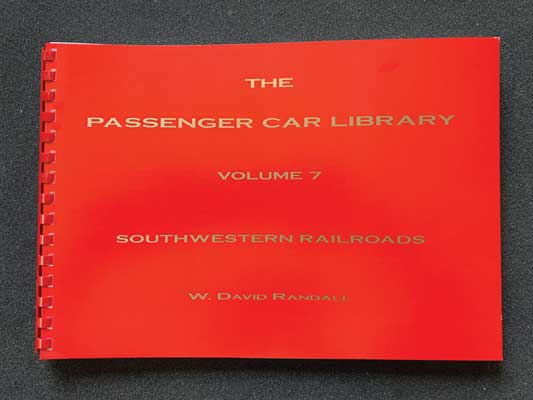 THE
PASSENGER CAR LIBRARY
VOLUME 7
SOUTHWESTERN RAILROADS
W. DAVID RANDALL